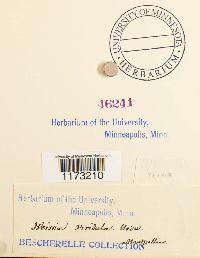 UNIVERSITY OF MINNESOTA
• HERBARIUM •
46241
Herbarium of the University,
Minneapolis, Minn.
1173210
Herbarium of the University,
Minneapolis, Minn.
BESCHERELLE COLLECTION
Montpellier